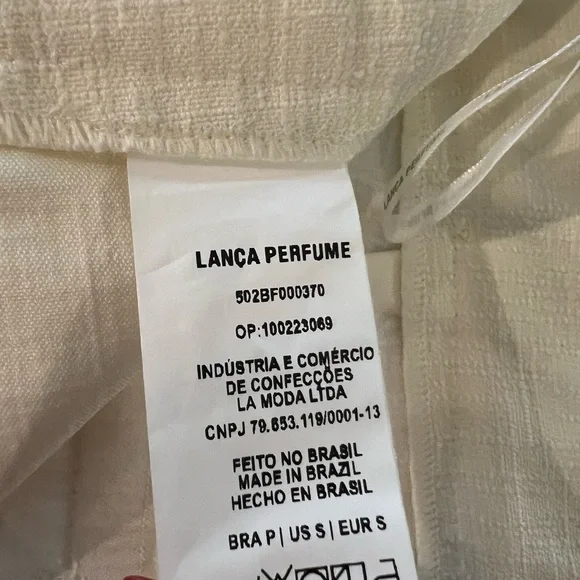 LANÇA PERFUME
502BF000370
OP:100223069
INDÚSTRIA E COMÉRCIO
DE CONFECÇÕES
LA MODA LTDA
CNPJ 79.653.119/0001-13
FEITO NO BRASIL
MADE IN BRAZIL
HECHO EN BRASIL
BRA P | US S | EUR S
LANÇA